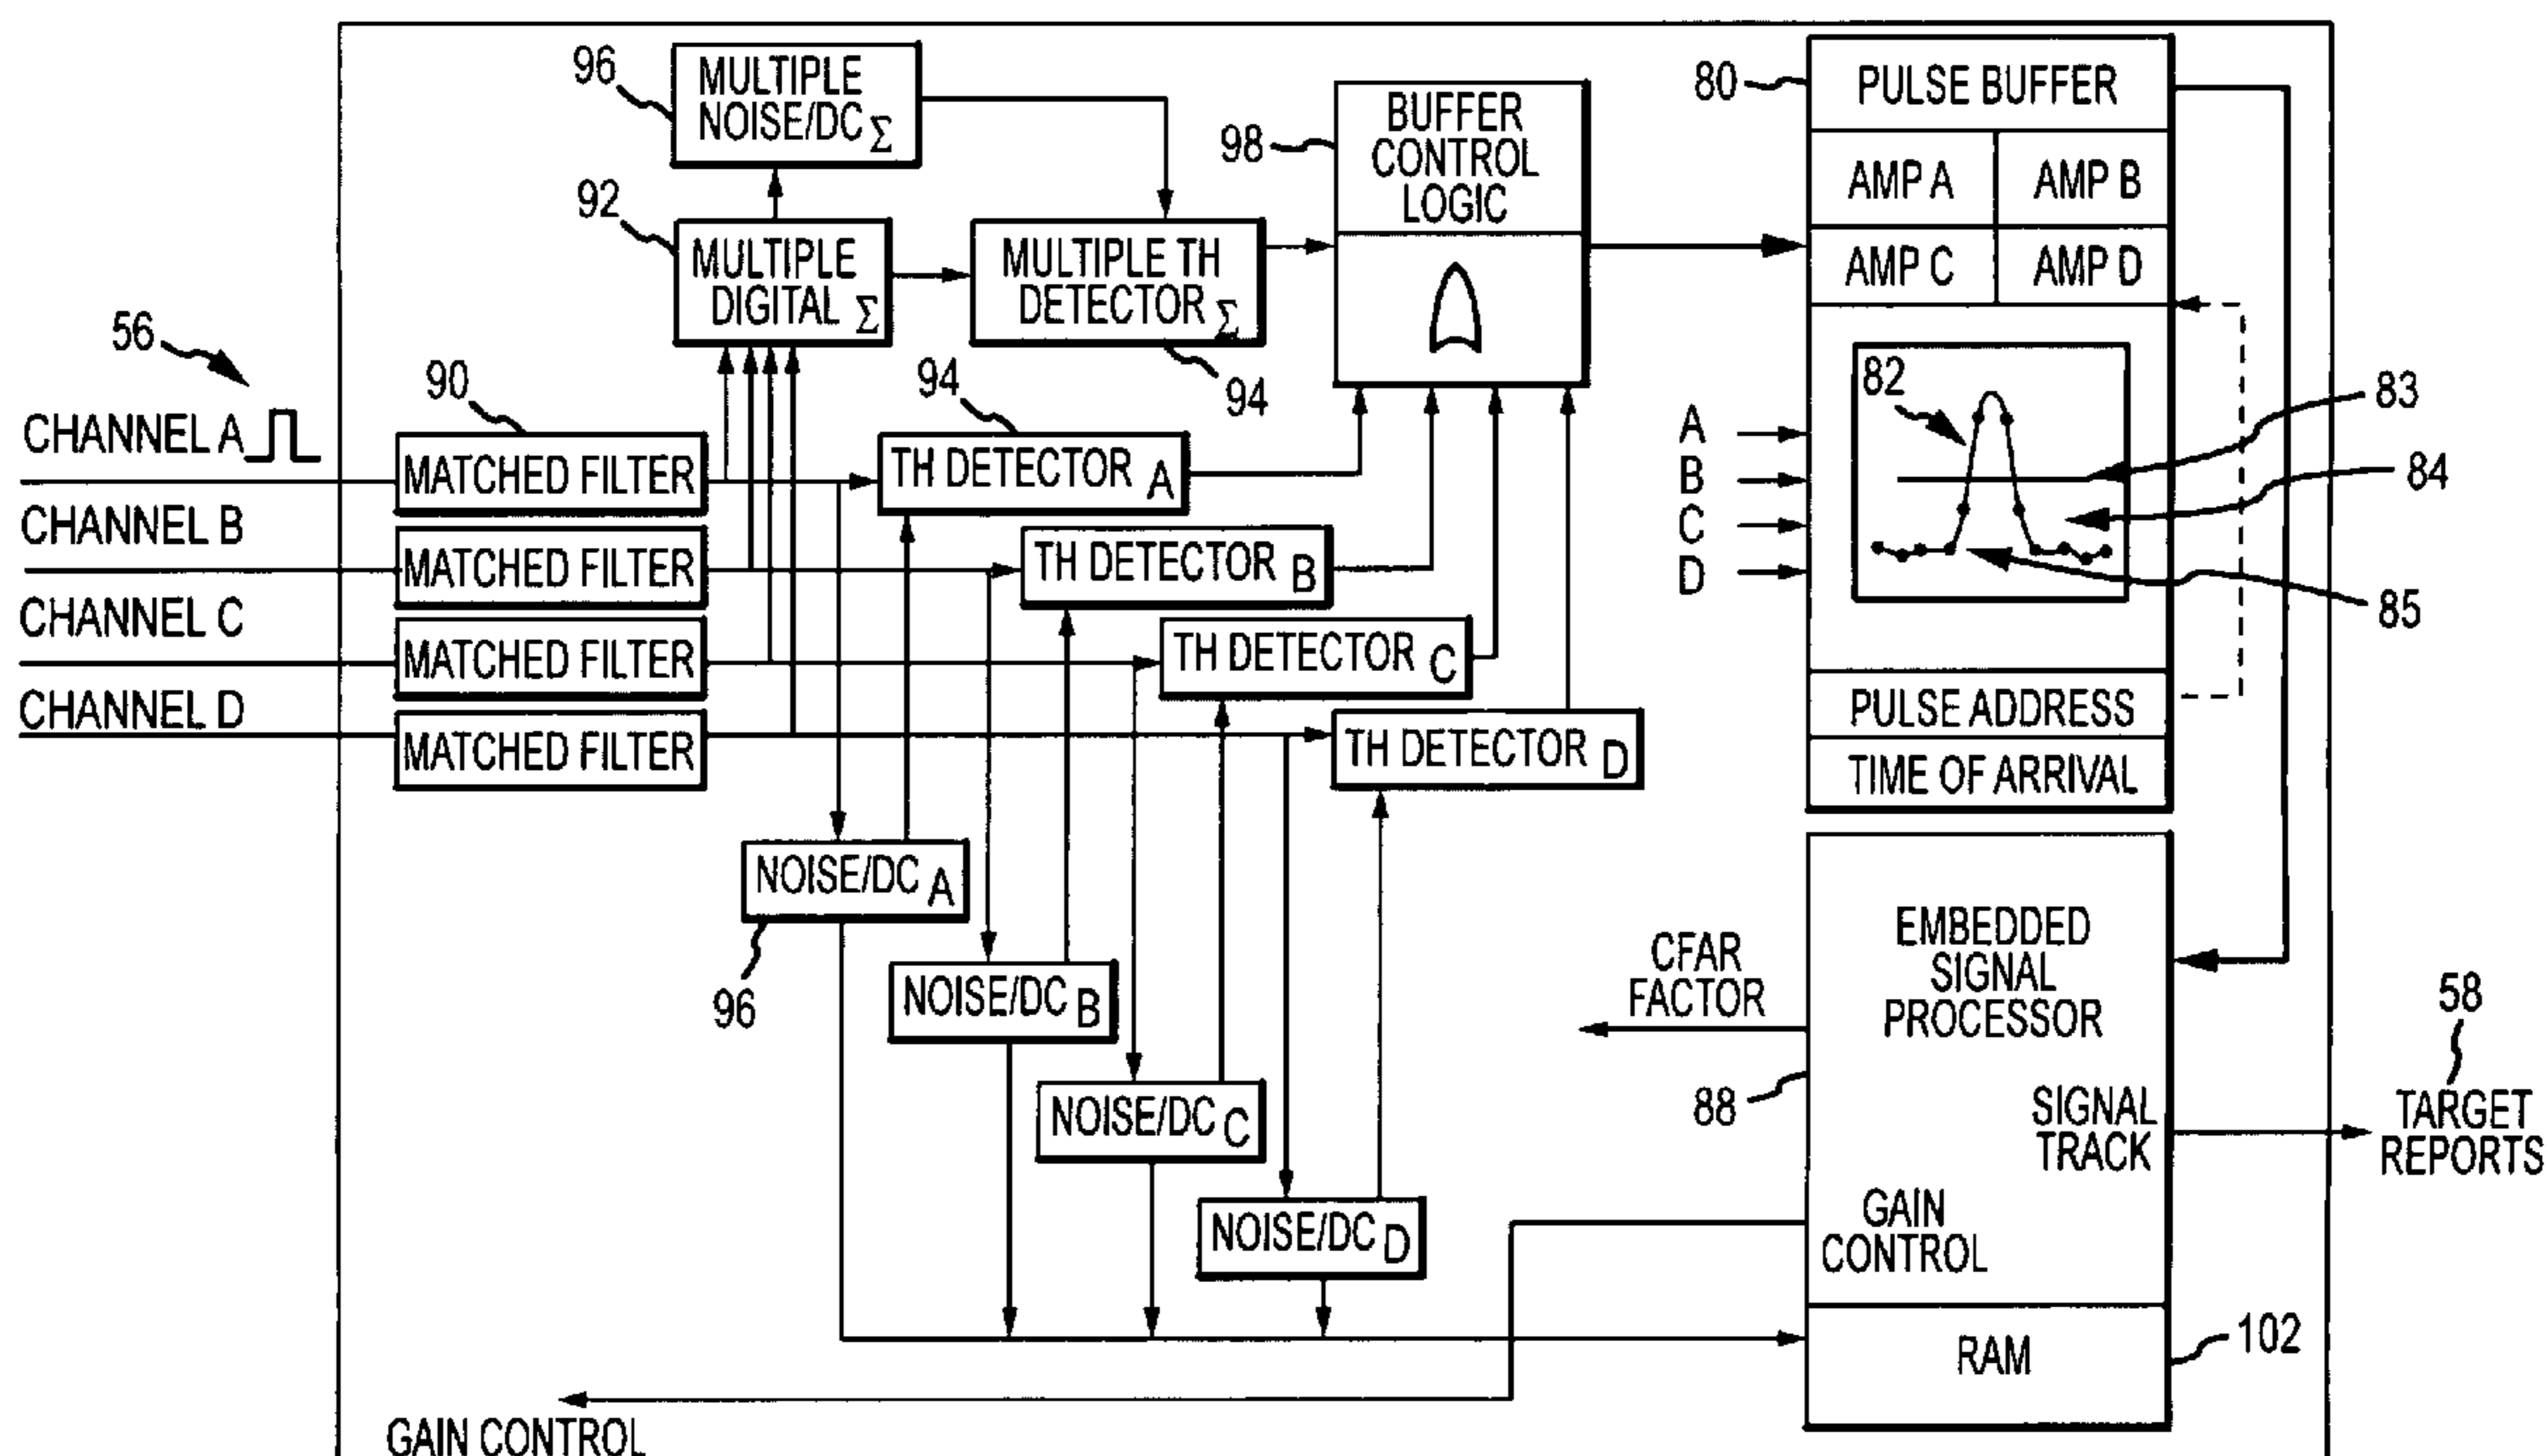 96
MULTIPLE
NOISE/DC Σ
92
MULTIPLE
DIGITAL Σ
MULTIPLE TH
DETECTOR Σ
94
98
BUFFER
CONTROL
LOGIC
80
PULSE BUFFER
AMP A
AMP B
AMP C
AMP D
82
83
84
85
A
B
C
D
PULSE ADDRESS
TIME OF ARRIVAL
56
CHANNEL A
CHANNEL B
CHANNEL C
CHANNEL D
90
MATCHED FILTER
MATCHED FILTER
MATCHED FILTER
MATCHED FILTER
94
TH DETECTOR A
TH DETECTOR B
TH DETECTOR C
TH DETECTOR D
NOISE/DC A
96
NOISE/DC B
NOISE/DC C
NOISE/DC D
CFAR
FACTOR
88
EMBEDDED
SIGNAL
PROCESSOR
SIGNAL
TRACK
GAIN
CONTROL
RAM
102
58
TARGET
REPORTS
GAIN CONTROL